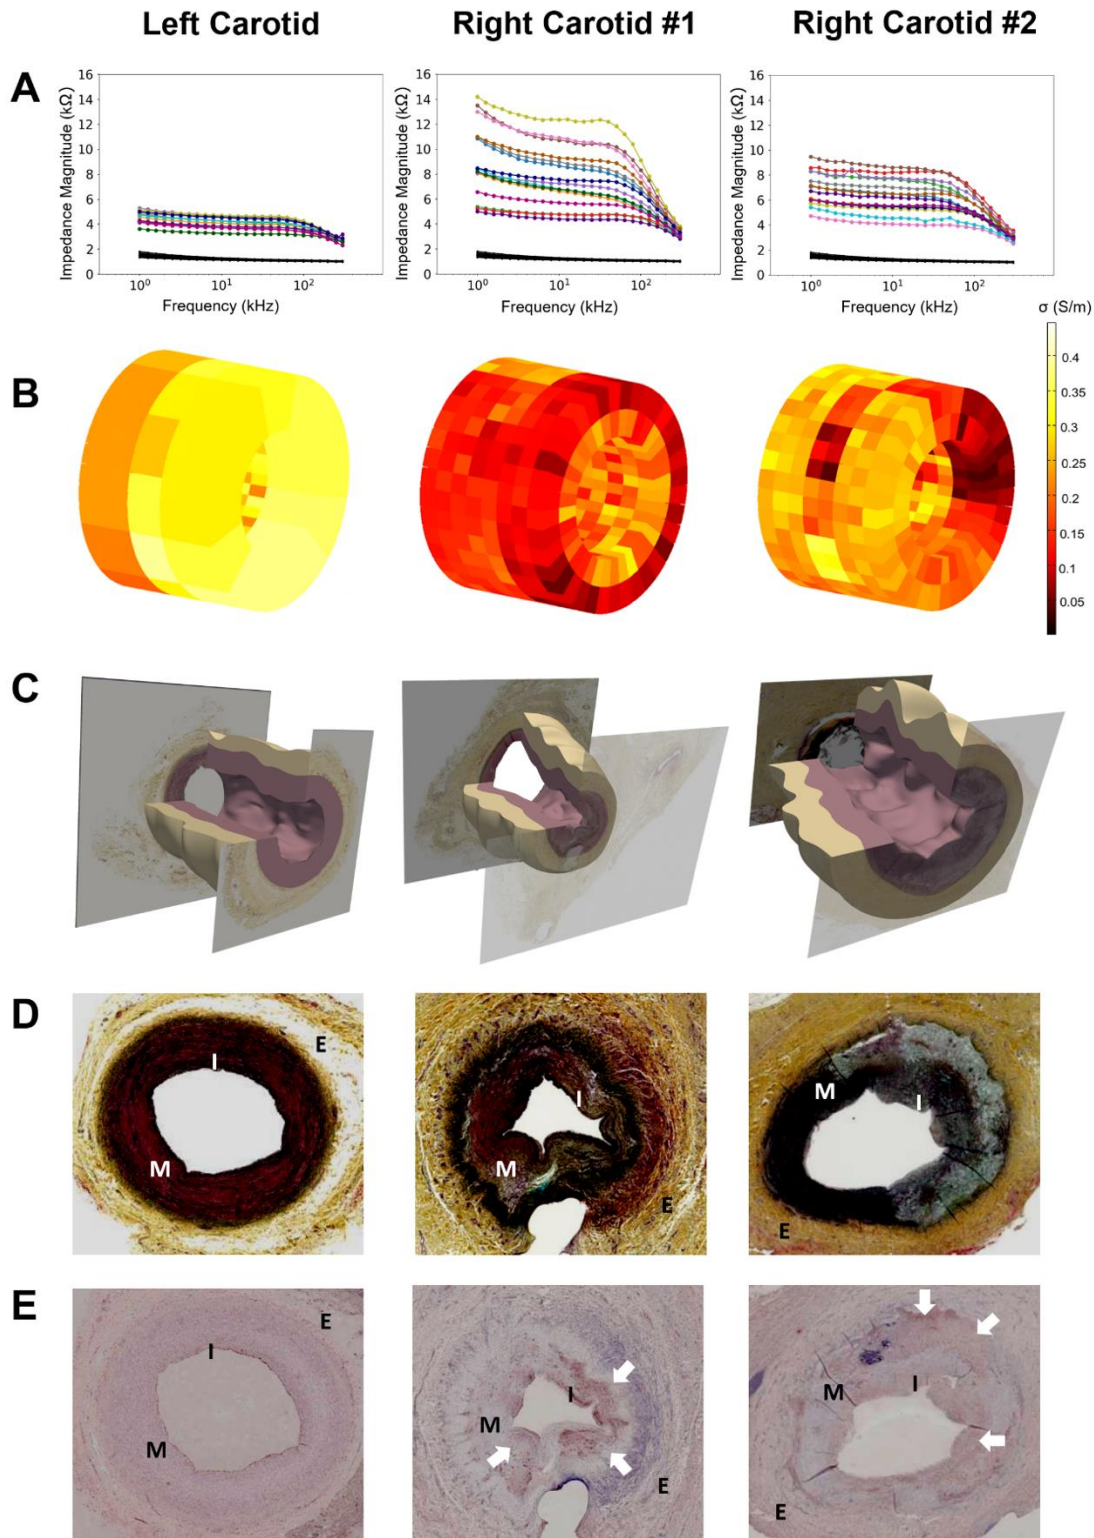 Left Carotid Right Carotid #1 Right Carotid #2
A
Impedance Magnitude (kΩ) Impedance Magnitude (kΩ) Impedance Magnitude (kΩ)
16 16 16
14 14 14
12 12 12
10 10 10
8 8 8
6 6 6
4 4 4
2 2 2
0 0 0
10⁰ 10¹ 10² 10⁰ 10¹ 10² 10⁰ 10¹ 10²
Frequency (kHz) Frequency (kHz) Frequency (kHz)
σ (S/m)
0.4
0.35
0.3
0.25
0.2
0.15
0.1
0.05
B
C
D
E I M
I M E
M I E
E
E I M
I M E
M I E